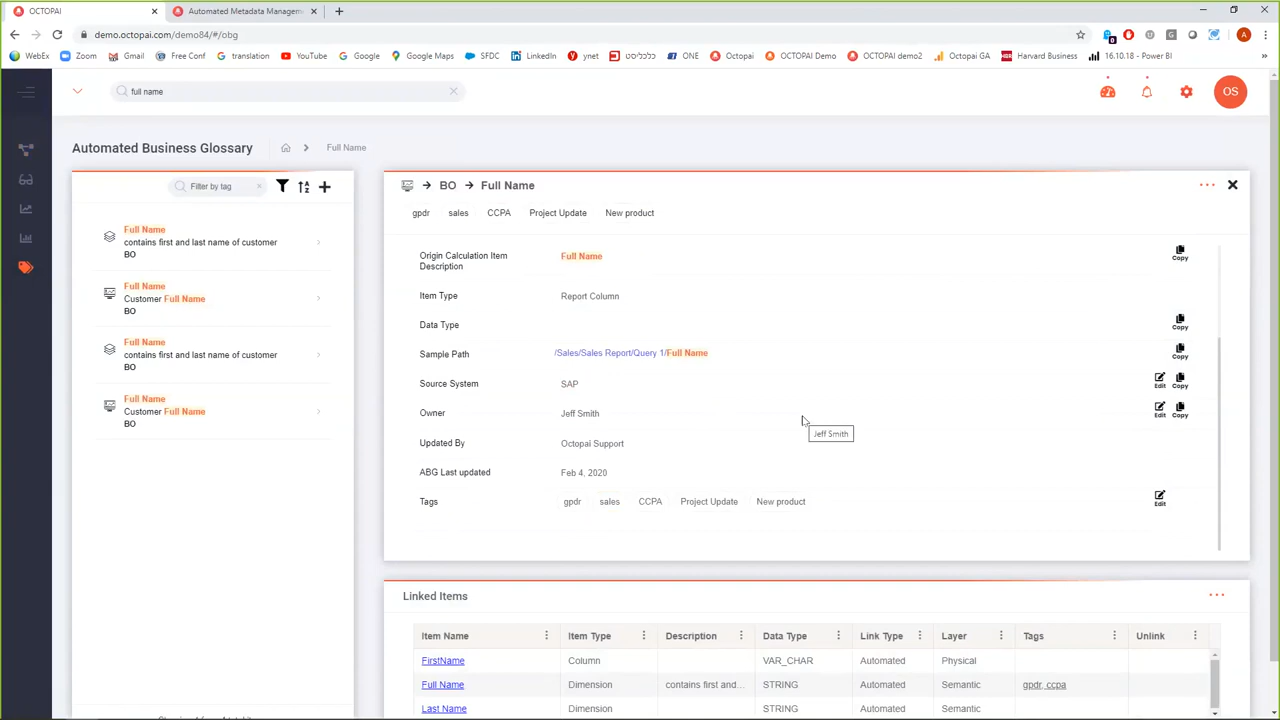 OCTOPAI
Automated Metadata Managem
demo.octopai.com/demo84/#/obg
WebEx Zoom Gmail Free Conf translation YouTube Google Google Maps SFDC LinkedIn ynet כלכליסט ONE Octopai OCTOPAI Demo OCTOPAI demo2 Octopai GA Harvard Business 16.10.18 - Power BI »
full name
OS
Automated Business Glossary
Full Name
Filter by tag
Full Name
contains first and last name of customer
BO
Full Name
Customer Full Name
BO
Full Name
contains first and last name of customer
BO
Full Name
Customer Full Name
BO
BO Full Name
gpdr sales CCPA Project Update New product
Origin Calculation Item Description Full Name Copy
Item Type Report Column
Data Type Copy
Sample Path /Sales/Sales Report/Query 1/Full Name Copy
Source System SAP Edit Copy
Owner Jeff Smith Edit Copy
Jeff Smith
Updated By Octopai Support
ABG Last updated Feb 4, 2020
Tags gpdr sales CCPA Project Update New product Edit
Linked Items
Item Name Item Type Description Data Type Link Type Layer Tags Unlink
FirstName Column VAR_CHAR Automated Physical
Full Name Dimension contains first and... STRING Automated Semantic gpdr, ccpa
Last Name Dimension STRING Automated Semantic